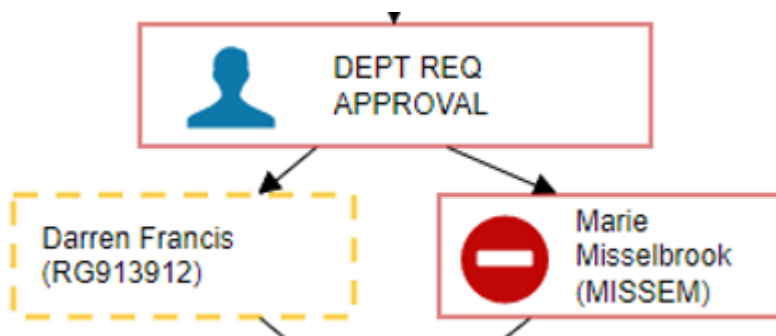 DEPT REQ
APPROVAL
Darren Francis
(RG913912)
Marie
Misselbrook
(MISSEM)